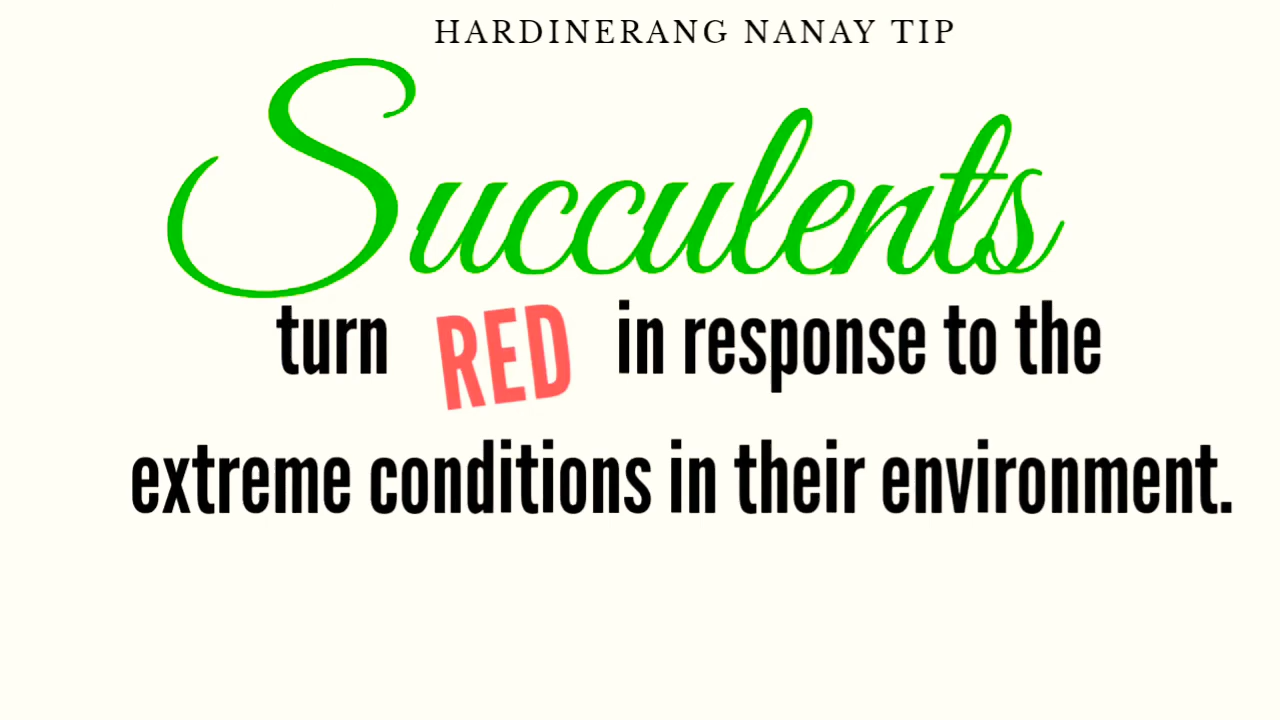 HARDINERANG NANAY TIP
Succulents
turn RED in response to the
extreme conditions in their environment.